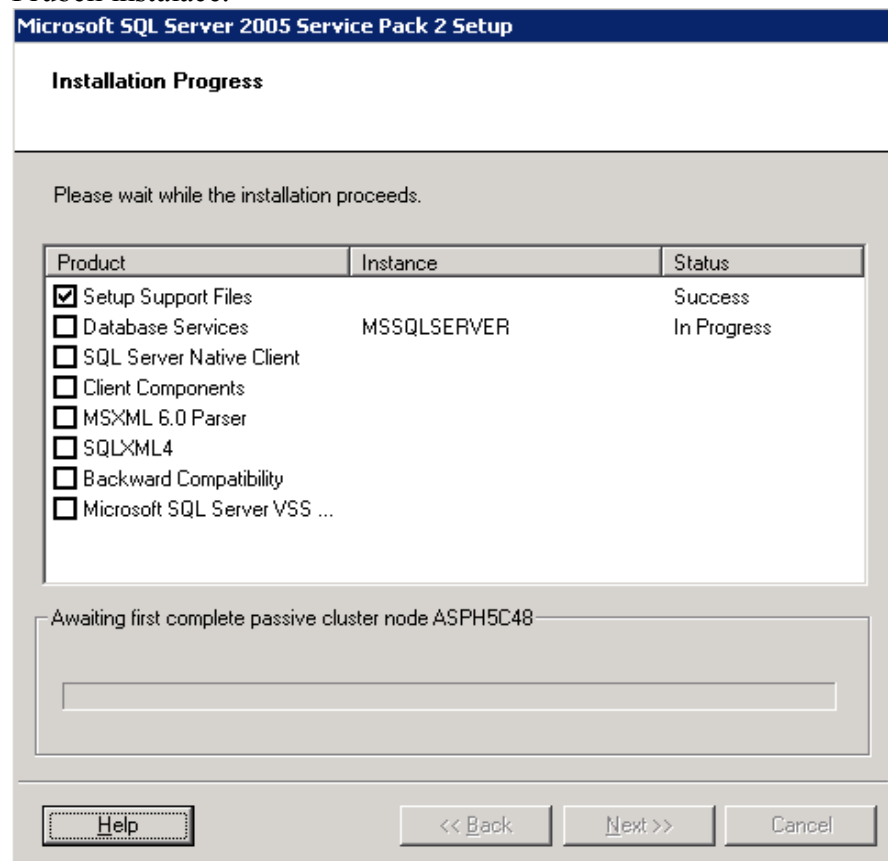 Microsoft SQL Server 2005 Service Pack 2 Setup
Installation Progress
Please wait while the installation proceeds.
Product Instance Status
Setup Support Files Success
Database Services MSSQLSERVER In Progress
SQL Server Native Client
Client Components
MSXML 6.0 Parser
SQLXML4
Backward Compatibility
Microsoft SQL Server VSS ...
Awaiting first complete passive cluster node ASPH5C48
Help << Back Next >> Cancel